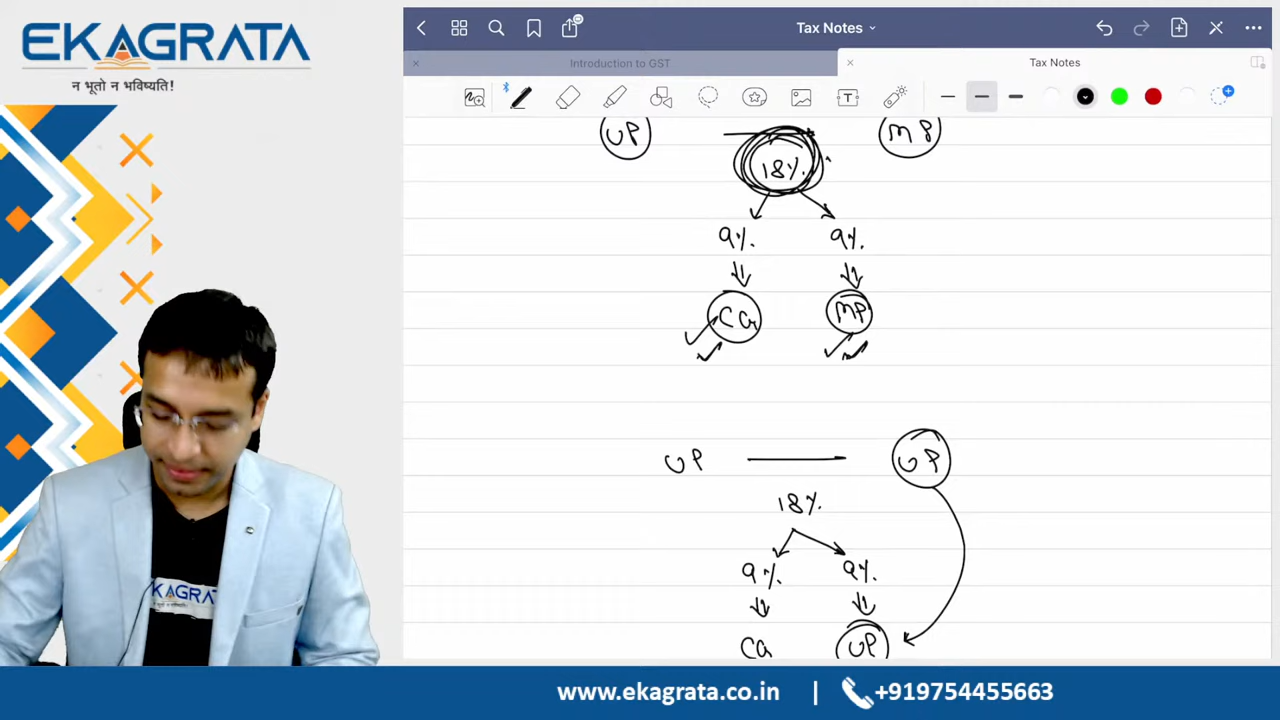 EKAGRATA
न भूतो न भविष्यति!
Tax Notes
Introduction to GST
Tax Notes
T
UP
MP
18%.
9%.
9%.
CG
MP
UP
UP
18%.
9%.
9%.
CG
UP
EKAGRATA
www.ekagrata.co.in | +919754455663